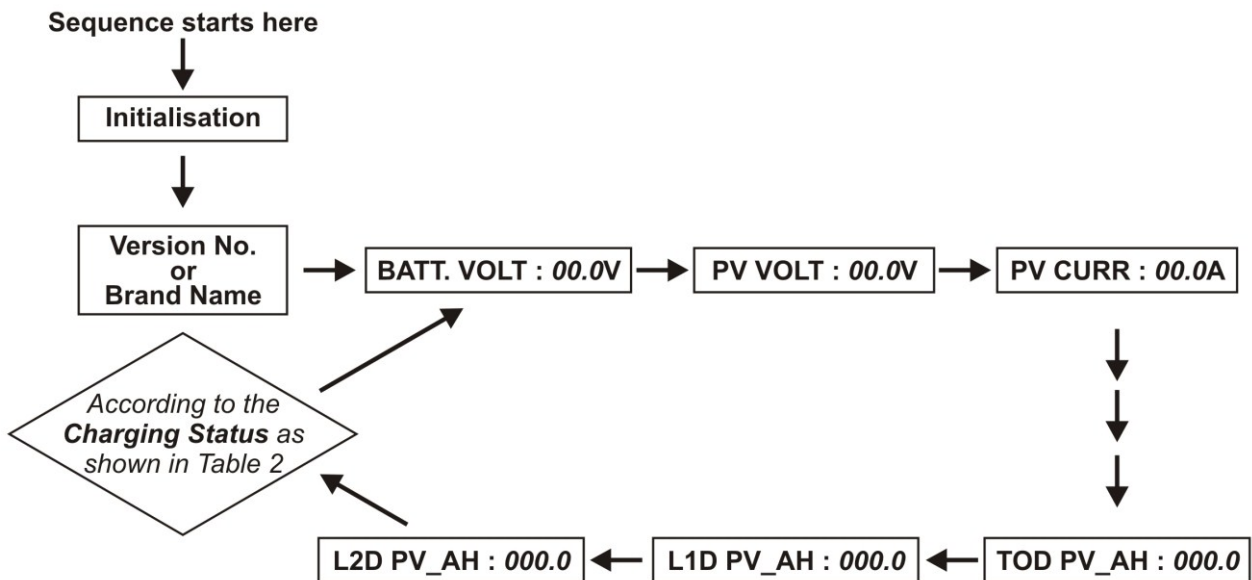 Sequence starts here
Initialisation
Version No.
or
Brand Name
BATT. VOLT : 00.0V
PV VOLT : 00.0V
PV CURR : 00.0A
According to the
Charging Status as
shown in Table 2
L2D PV_AH : 000.0
L1D PV_AH : 000.0
TOD PV_AH : 000.0